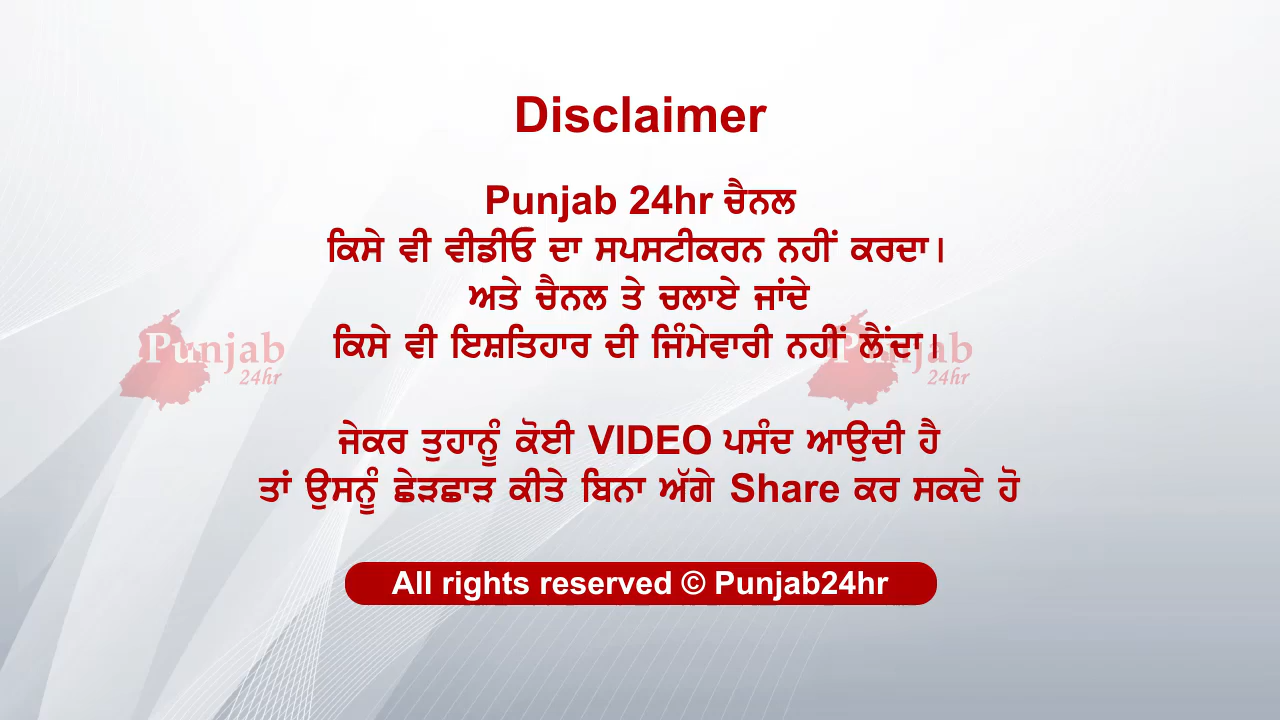 Disclaimer
Punjab 24hr ਚੈਨਲ
ਕਿਸੇ ਵੀ ਵੀਡੀਓ ਦਾ ਸਪਸਟੀਕਰਨ ਨਹੀਂ ਕਰਦਾ।
ਅਤੇ ਚੈਨਲ ਤੇ ਚਲਾਏ ਜਾਂਦੇ
ਕਿਸੇ ਵੀ ਇਸ਼ਤਿਹਾਰ ਦੀ ਜਿੰਮੇਵਾਰੀ ਨਹੀਂ ਲੈਂਦਾ।
Punjab
24hr
Punjab
24hr
ਜੇਕਰ ਤੁਹਾਨੂੰ ਕੋਈ VIDEO ਪਸੰਦ ਆਉਦੀ ਹੈ
ਤਾਂ ਉਸਨੂੰ ਛੇੜਛਾੜ ਕੀਤੇ ਬਿਨਾ ਅੱਗੇ Share ਕਰ ਸਕਦੇ ਹੋ
All rights reserved © Punjab24hr